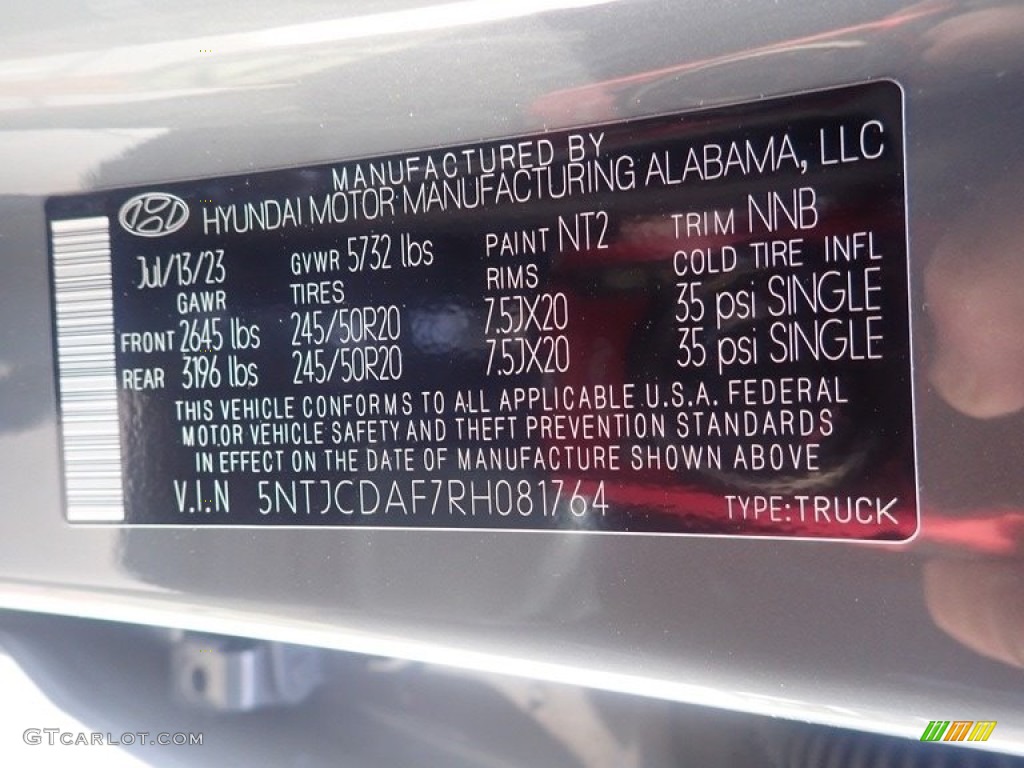 MANUFACTURED BY
HYUNDAI MOTOR MANUFACTURING ALABAMA, LLC
Jul/13/23 GVWR 5732 lbs PAINT NT2 TRIM NNB
GAWR TIRES RIMS COLD TIRE INFL
FRONT 2645 lbs 245/50R20 7.5JX20 35 psi SINGLE
REAR 3196 lbs 245/50R20 7.5JX20 35 psi SINGLE
THIS VEHICLE CONFORMS TO ALL APPLICABLE U.S.A. FEDERAL
MOTOR VEHICLE SAFETY AND THEFT PREVENTION STANDARDS
IN EFFECT ON THE DATE OF MANUFACTURE SHOWN ABOVE
V.I.N 5NTJCDAF7RH081764 TYPE:TRUCK
GTCARLOT.COM